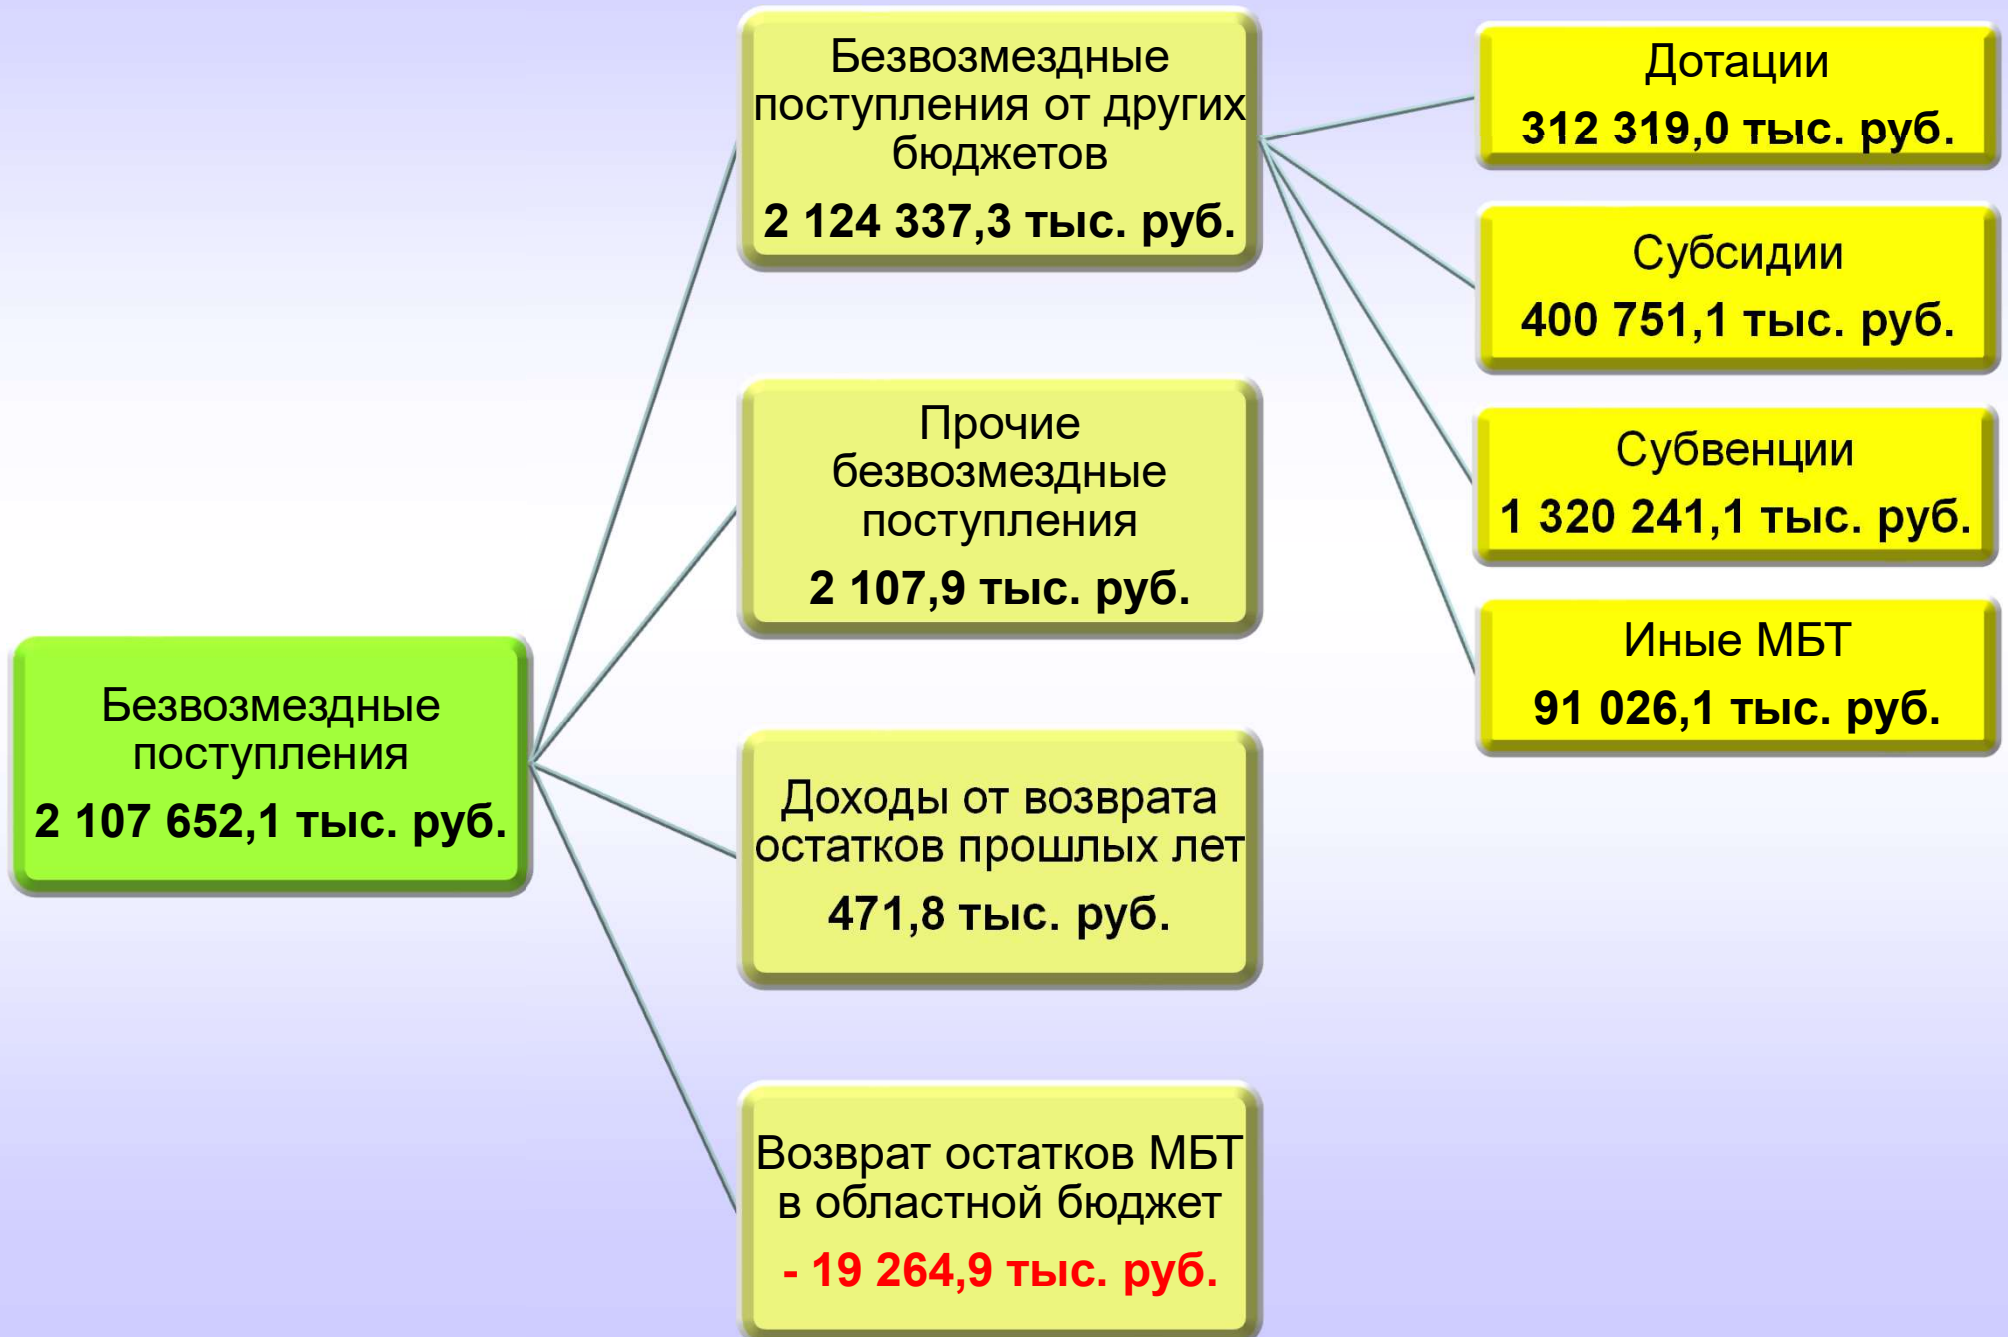 Безвозмездные
поступления
2 107 652,1 тыс. руб.
Безвозмездные
поступления от других
бюджетов
2 124 337,3 тыс. руб.
Прочие
безвозмездные
поступления
2 107,9 тыс. руб.
Доходы от возврата
остатков прошлых лет
471,8 тыс. руб.
Возврат остатков МБТ
в областной бюджет
- 19 264,9 тыс. руб.
Дотации
312 319,0 тыс. руб.
Субсидии
400 751,1 тыс. руб.
Субвенции
1 320 241,1 тыс. руб.
Иные МБТ
91 026,1 тыс. руб.